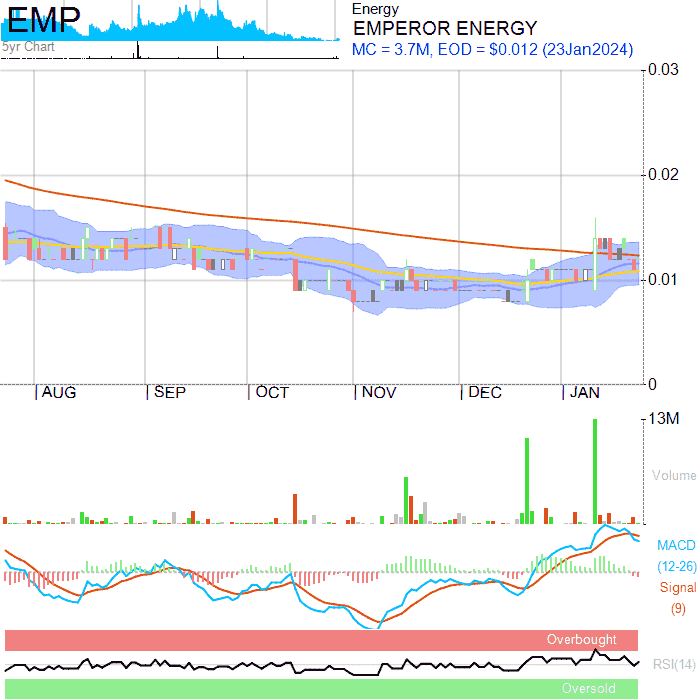 EMP
5yr Chart
Energy
EMPEROR ENERGY
MC = 3.7M, EOD = $0.012 (23Jan2024)
0.03
0.02
0.01
0
AUG SEP OCT NOV DEC JAN
13M
Volume
MACD
(12-26)
Signal
(9)
Overbought
RSI(14)
Oversold